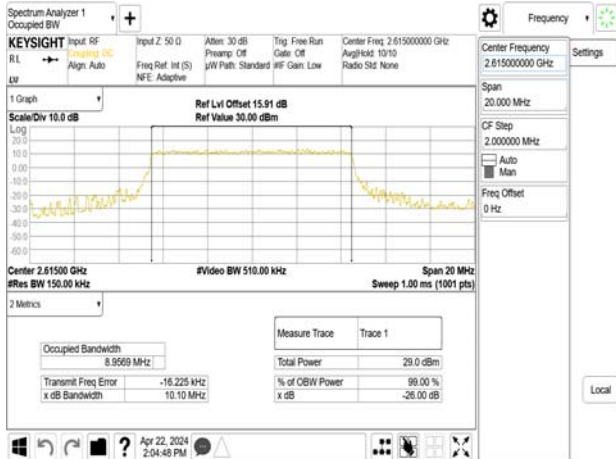 Spectrum Analyzer 1
Occupied BW
+
Frequency
KEYSIGHT
Input: RF
Coupling: DC
Align: Auto
Input Z: 50 Ω
Freq Ref: Int (S)
NFE: Adaptive
Atten: 30 dB
Preamp: Off
µW Path: Standard
Trig: Free Run
Gate: Off
#IF Gain: Low
Center Freq: 2.615000000 GHz
Avg|Hold: 10/10
Radio Std: None
RL
Center Frequency
2.615000000 GHz
Settings
Span
20.000 MHz
CF Step
2.000000 MHz
Auto
Man
Freq Offset
0 Hz
Local
1 Graph
Scale/Div 10.0 dB
Ref Lvl Offset 15.91 dB
Ref Value 30.00 dBm
Log
20.0
10.0
0.00
-10.0
-20.0
-30.0
-40.0
-50.0
-60.0
Center 2.61500 GHz
#Res BW 150.00 kHz
#Video BW 510.00 kHz
Span 20 MHz
Sweep 1.00 ms (1001 pts)
2 Metrics
Measure Trace
Trace 1
Occupied Bandwidth
8.9569 MHz
Total Power
29.0 dBm
Transmit Freq Error
-16.225 kHz
% of OBW Power
99.00 %
x dB Bandwidth
10.10 MHz
x dB
-26.00 dB
?
Apr 22, 2024
2:04:48 PM